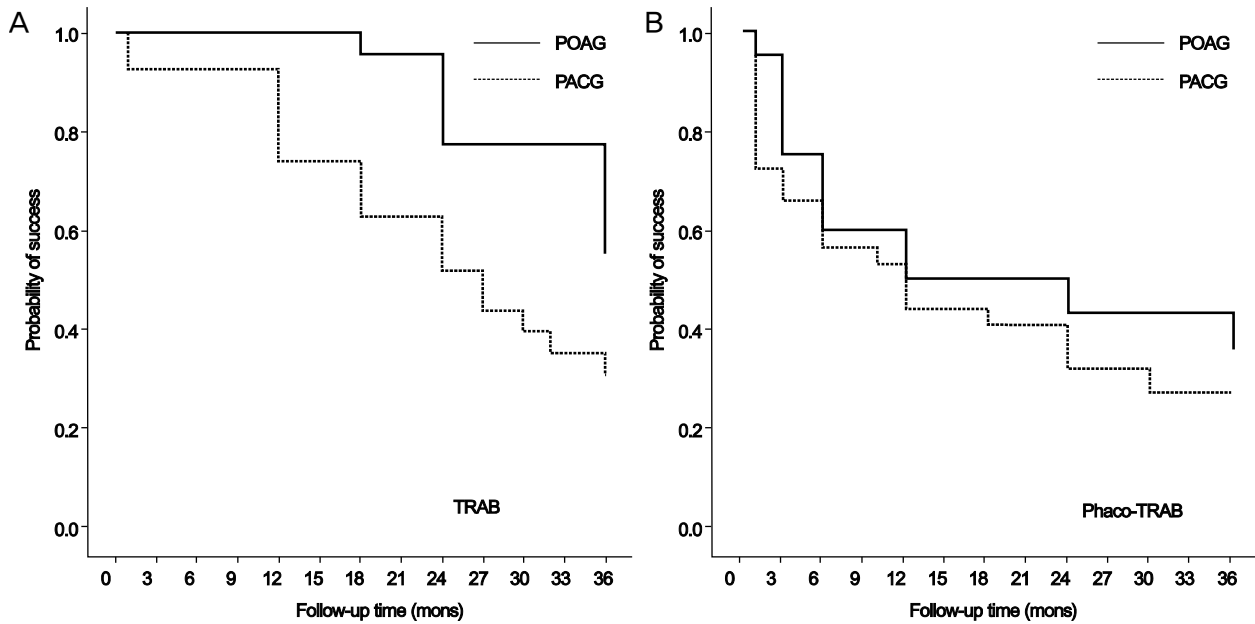 A
1.0
0.8
0.6
0.4
0.2
0.0
Probability of success
POAG
PACG
TRAB
0 3 6 9 12 15 18 21 24 27 30 33 36
Follow-up time (mons)
B
1.0
0.8
0.6
0.4
0.2
0.0
Probability of success
POAG
PACG
Phaco-TRAB
0 3 6 9 12 15 18 21 24 27 30 33 36
Follow-up time (mons)